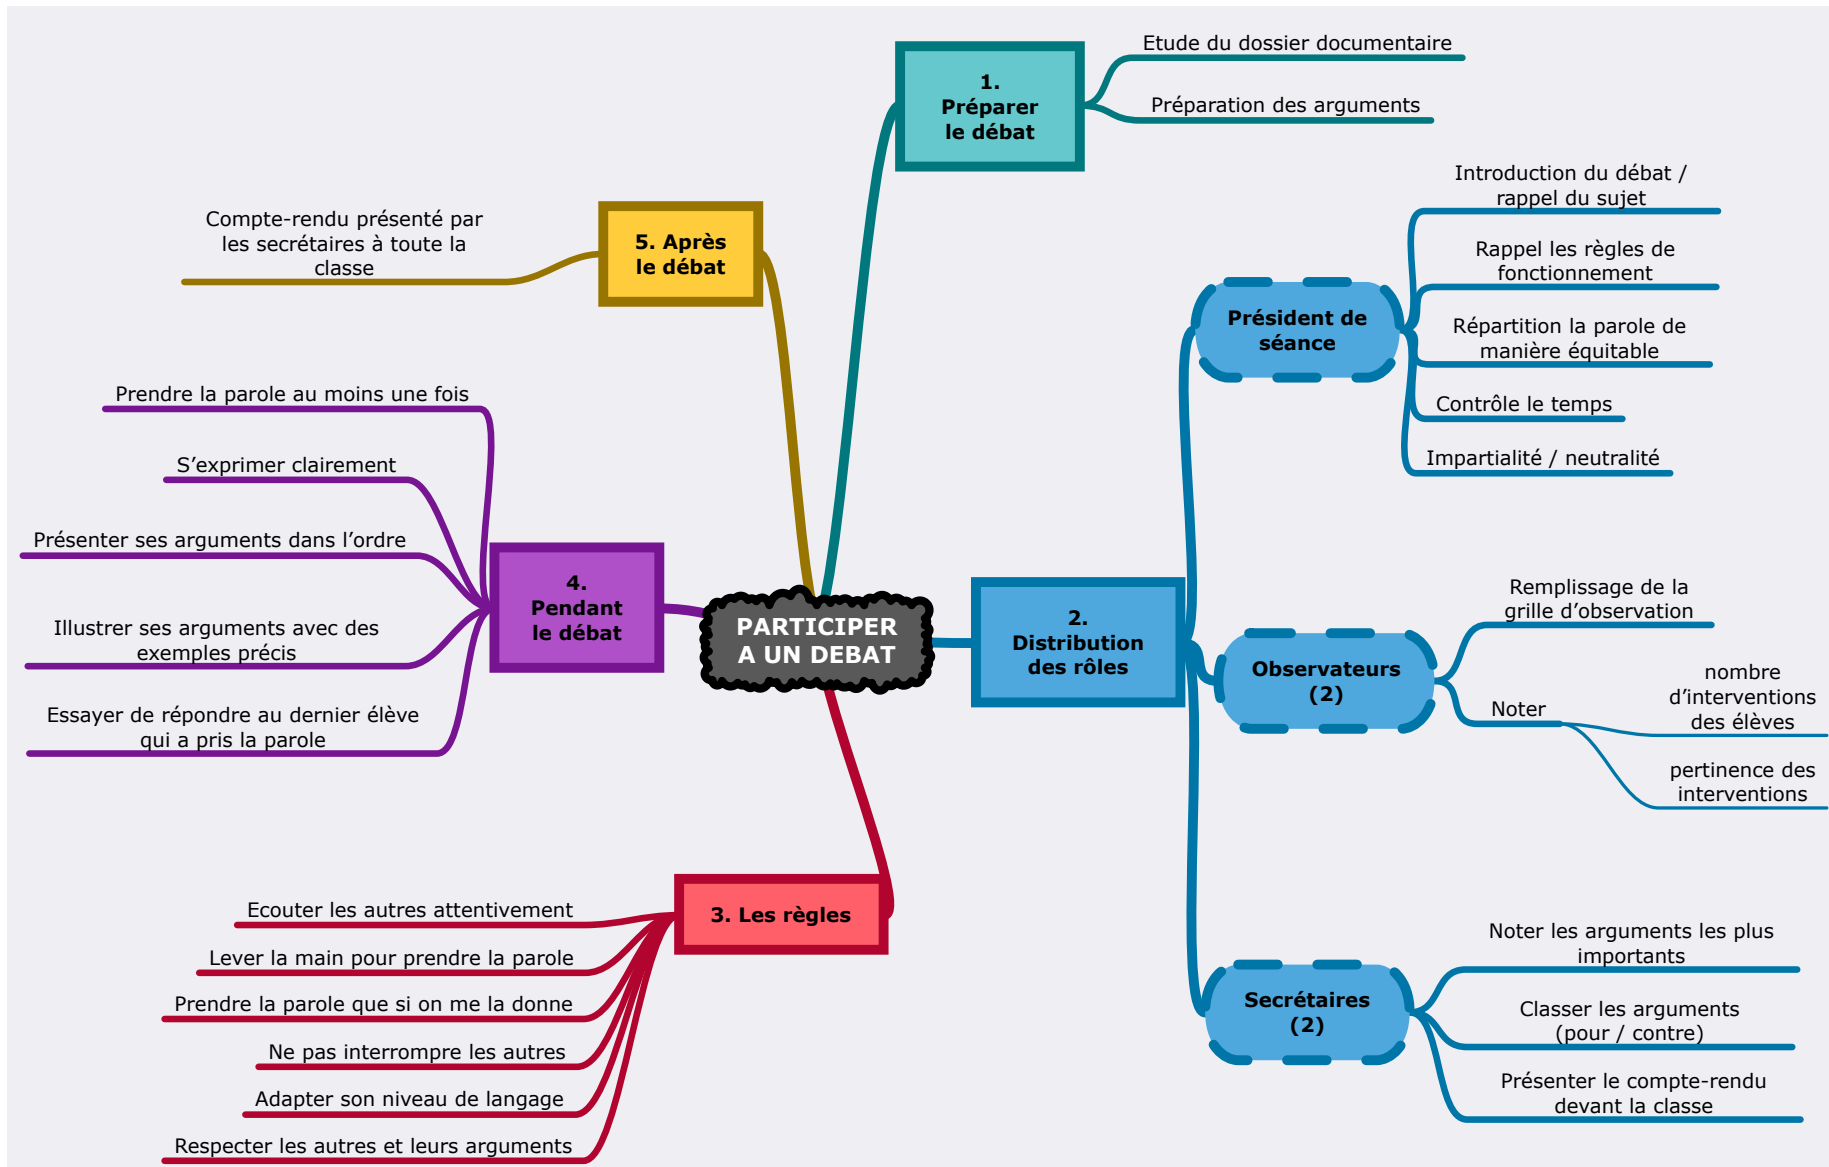 PARTICIPER
A UN DEBAT
1.
Préparer
le débat
Etude du dossier documentaire
Préparation des arguments
2.
Distribution
des rôles
Président de
séance
Introduction du débat /
rappel du sujet
Rappel les règles de
fonctionnement
Répartition la parole de
manière équitable
Contrôle le temps
Impartialité / neutralité
Observateurs
(2)
Remplissage de la
grille d’observation
Noter
nombre
d’interventions
des élèves
pertinence des
interventions
Secrétaires
(2)
Noter les arguments les plus
importants
Classer les arguments
(pour / contre)
Présenter le compte-rendu
devant la classe
3. Les règles
Ecouter les autres attentivement
Lever la main pour prendre la parole
Prendre la parole que si on me la donne
Ne pas interrompre les autres
Adapter son niveau de langage
Respecter les autres et leurs arguments
4.
Pendant
le débat
Prendre la parole au moins une fois
S’exprimer clairement
Présenter ses arguments dans l’ordre
Illustrer ses arguments avec des
exemples précis
Essayer de répondre au dernier élève
qui a pris la parole
5. Après
le débat
Compte-rendu présenté par
les secrétaires à toute la
classe